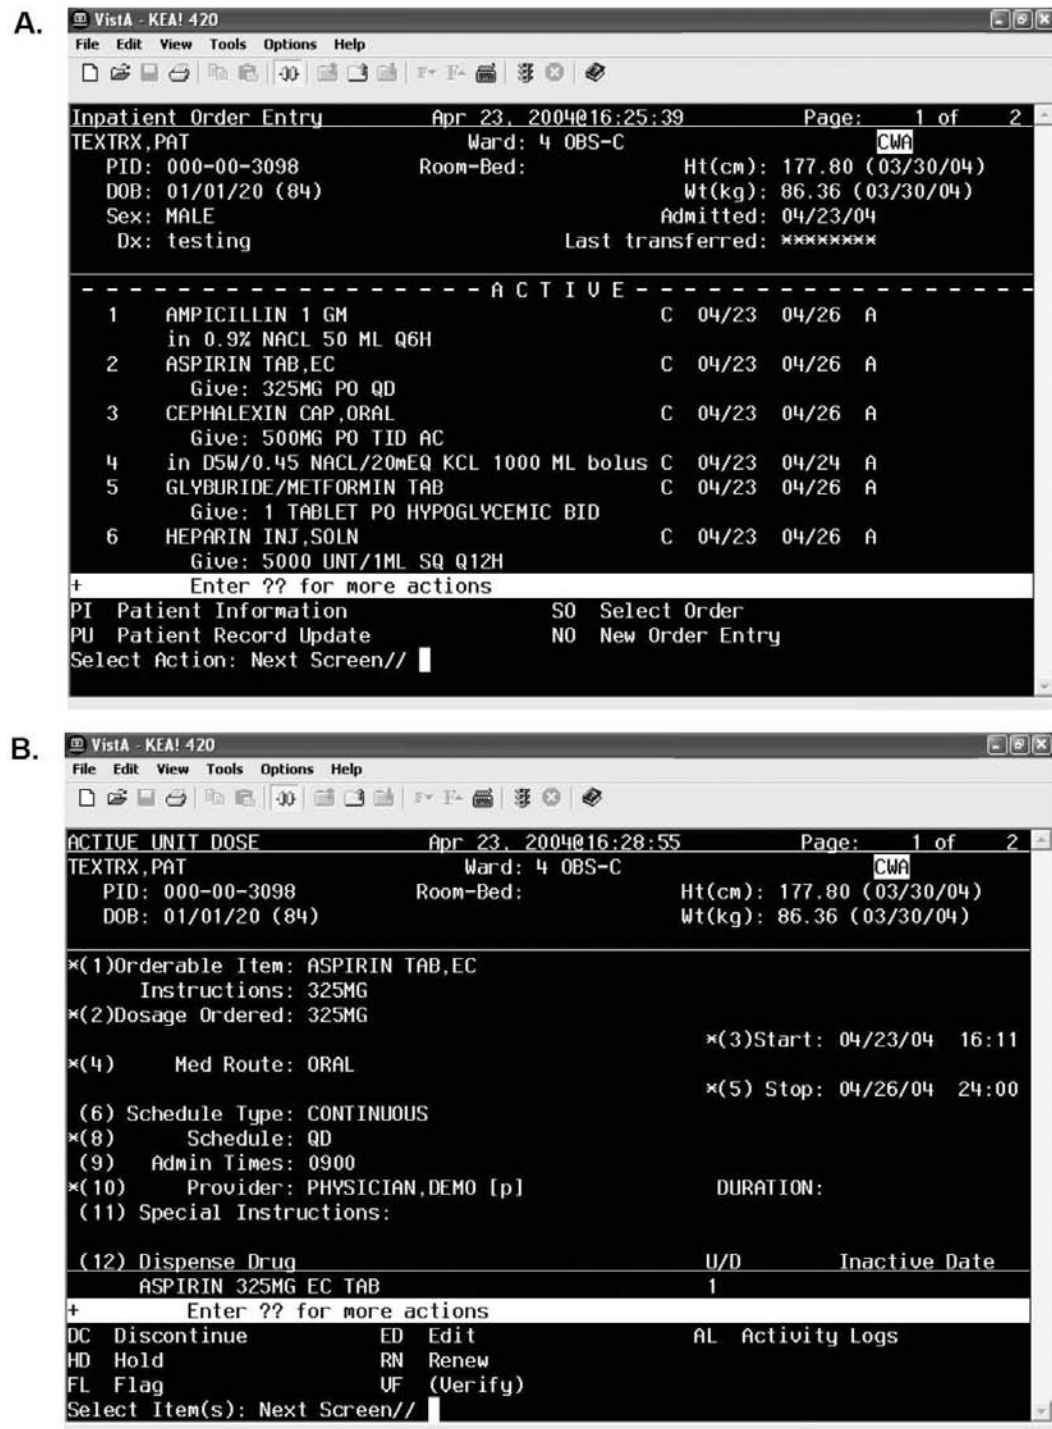 A.
VistA - KEA! 420
File Edit View Tools Options Help
Inpatient Order Entry Apr 23, 2004@16:25:39 Page: 1 of 2
TEXTRX,PAT Ward: 4 OBS-C CWA
PID: 000-00-3098 Room-Bed: Ht(cm): 177.80 (03/30/04)
DOB: 01/01/20 (84) Wt(kg): 86.36 (03/30/04)
Sex: MALE Admitted: 04/23/04
Dx: testing Last transferred: ********
- - - - - - - - - - - - - - - - - A C T I V E - - - - - - - - - - - - - - - - -
1 AMPICILLIN 1 GM C 04/23 04/26 A
in 0.9% NACL 50 ML Q6H
2 ASPIRIN TAB,EC C 04/23 04/26 A
Give: 325MG PO QD
3 CEPHALEXIN CAP,ORAL C 04/23 04/26 A
Give: 500MG PO TID AC
4 in D5W/0.45 NACL/20mEQ KCL 1000 ML bolus C 04/23 04/24 A
5 GLYBURIDE/METFORMIN TAB C 04/23 04/26 A
Give: 1 TABLET PO HYPOGLYCEMIC BID
6 HEPARIN INJ,SOLN C 04/23 04/26 A
Give: 5000 UNT/1ML SQ Q12H
+ Enter ?? for more actions
PI Patient Information SO Select Order
PU Patient Record Update NO New Order Entry
Select Action: Next Screen//
B.
VistA - KEA! 420
File Edit View Tools Options Help
ACTIVE UNIT DOSE Apr 23, 2004@16:28:55 Page: 1 of 2
TEXTRX,PAT Ward: 4 OBS-C CWA
PID: 000-00-3098 Room-Bed: Ht(cm): 177.80 (03/30/04)
DOB: 01/01/20 (84) Wt(kg): 86.36 (03/30/04)
*(1)Orderable Item: ASPIRIN TAB,EC
Instructions: 325MG
*(2)Dosage Ordered: 325MG
*(3)Start: 04/23/04 16:11
*(4) Med Route: ORAL
*(5) Stop: 04/26/04 24:00
(6) Schedule Type: CONTINUOUS
*(8) Schedule: QD
(9) Admin Times: 0900
*(10) Provider: PHYSICIAN,DEMO [p] DURATION:
(11) Special Instructions:
(12) Dispense Drug U/D Inactive Date
ASPIRIN 325MG EC TAB 1
+ Enter ?? for more actions
DC Discontinue ED Edit AL Activity Logs
HD Hold RN Renew
FL Flag VF (Verify)
Select Item(s): Next Screen//